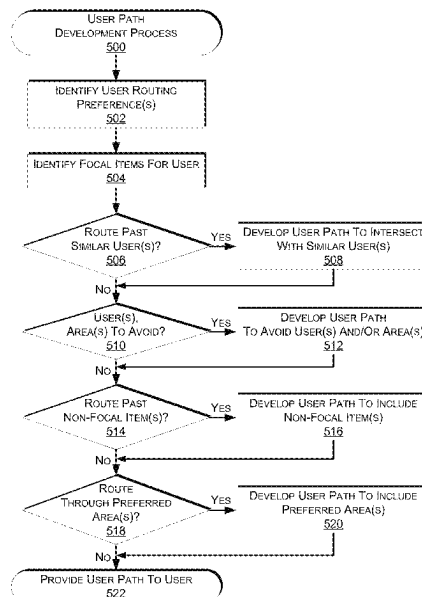 USER PATH
DEVELOPMENT PROCESS
500
IDENTIFY USER ROUTING
PREFERENCE(S)
502
IDENTIFY FOCAL ITEMS FOR USER
504
ROUTE PAST
SIMILAR USER(S)?
506
YES
DEVELOP USER PATH TO INTERSECT
WITH SIMILAR USER(S)
508
NO
USER(S),
AREA(S) TO AVOID?
510
YES
DEVELOP USER PATH
TO AVOID USER(S) AND/OR AREA(S)
512
NO
ROUTE PAST
NON-FOCAL ITEM(S)?
514
YES
DEVELOP USER PATH TO INCLUDE
NON-FOCAL ITEM(S)
516
NO
ROUTE
THROUGH PREFERRED
AREA(S)?
518
YES
DEVELOP USER PATH TO INCLUDE
PREFERRED AREA(S)
520
NO
PROVIDE USER PATH TO USER
522